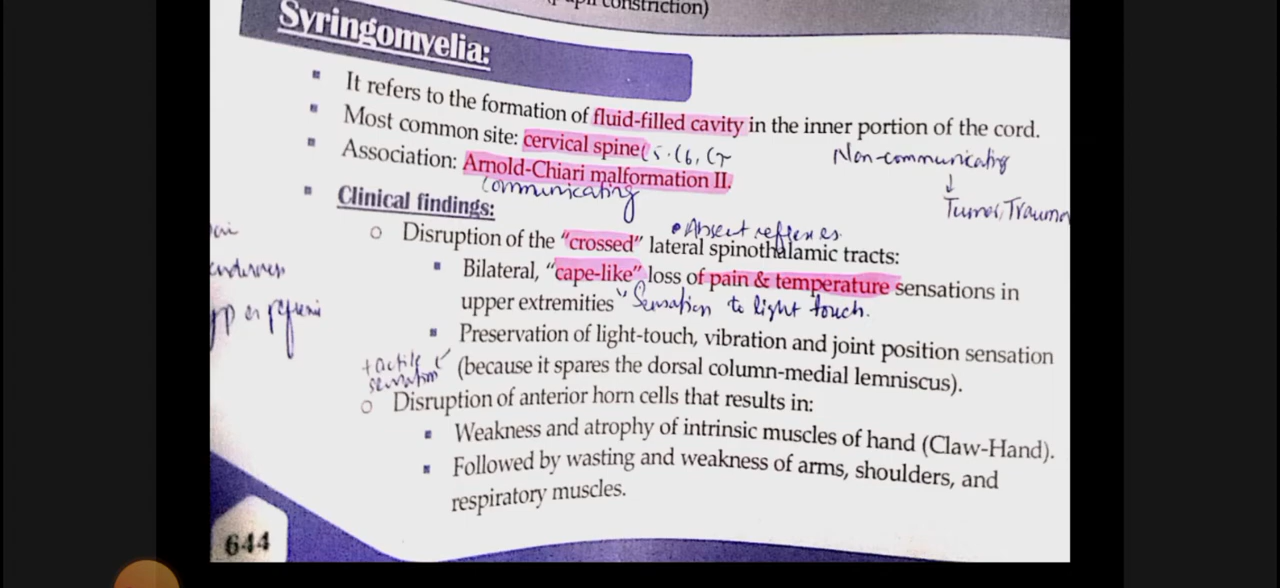 constriction)
Syringomyelia:
▪ It refers to the formation of fluid-filled cavity in the inner portion of the cord.
▪ Most common site: cervical spine C5.C6, C7
Non-communicating
↓
Tumor, Trauma
▪ Association: Arnold-Chiari malformation II.
Communicating
▪ Clinical findings:
• Absent reflexes
○ Disruption of the "crossed" lateral spinothalamic tracts:
▪ Bilateral, "cape-like" loss of pain & temperature sensations in
upper extremities "Sensation to light touch.
▪ Preservation of light-touch, vibration and joint position sensation
tactile sensation
(because it spares the dorsal column-medial lemniscus).
○ Disruption of anterior horn cells that results in:
▪ Weakness and atrophy of intrinsic muscles of hand (Claw-Hand).
▪ Followed by wasting and weakness of arms, shoulders, and
respiratory muscles.
644